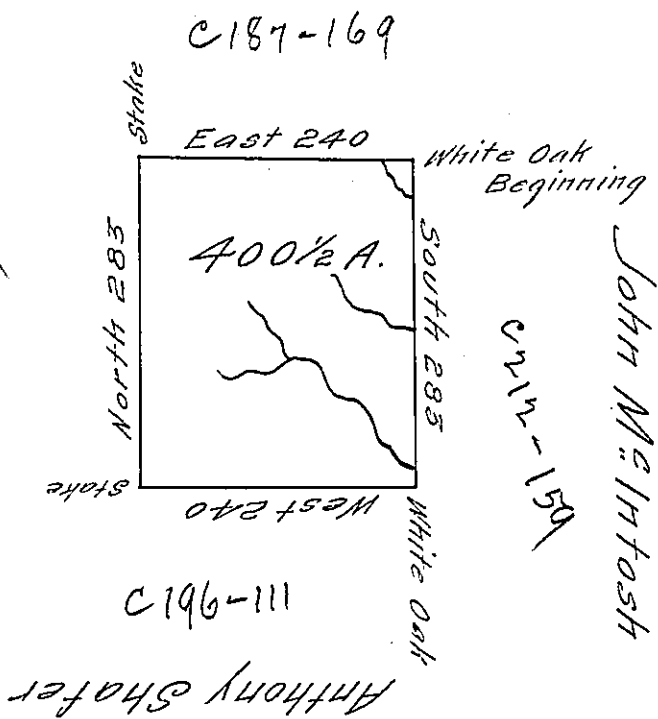 C187-169
Stake
East 240
White Oak
Beginning
400½ A.
North 283
South 283
John McIntosh
C212-159
Stake
West 240
White Oak
C196-111
Anthony Shafer